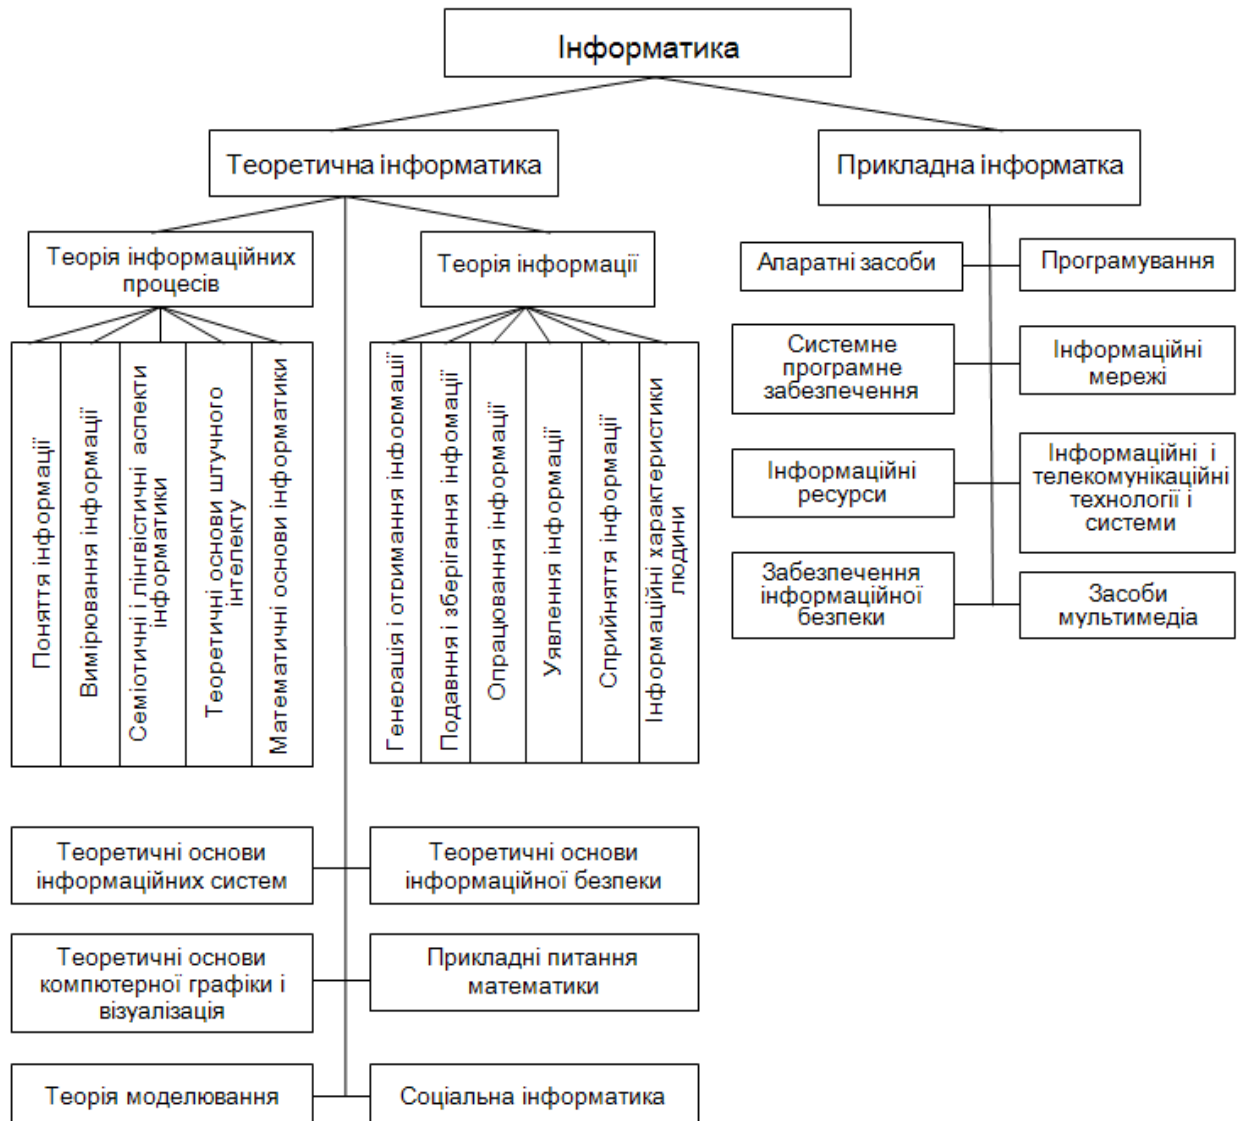 Інформатика
Теоретична інформатика
Прикладна інформатка
Теорія інформаційних
процесів
Теорія інформації
Поняття інформації
Вимірювання інформації
Семіотичні і лінгвістичні аспекти
інформатики
Теоретичні основи штучного
інтелекту
Математичні основи інформатики
Генерація і отримання інформації
Подавння і зберігання інфомації
Опрацювання інформації
Уявлення інформації
Сприйняття інформації
Інформаційні характеристики
людини
Апаратні засоби
Програмування
Системне
програмне
забезпечення
Інформаційні
мережі
Інформаційні
ресурси
Інформаційні і
телекомунікаційні
технології і
системи
Забезпечення
інформаційної
безпеки
Засоби
мультимедіа
Теоретичні основи
інформаційних систем
Теоретичні основи
інформаційної безпеки
Теоретичні основи
компютерної графіки і
візуалізація
Прикладні питання
математики
Теорія моделювання
Соціальна інформатика